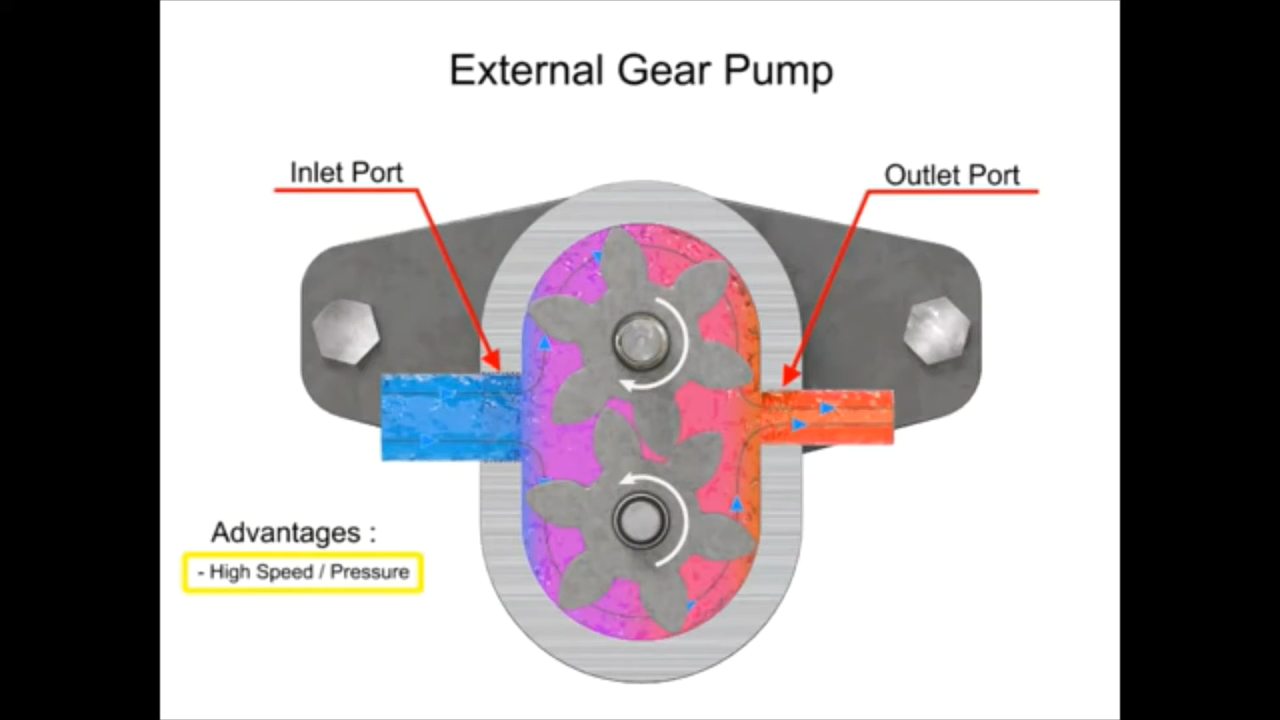 External Gear Pump
Inlet Port
Outlet Port
Advantages :
- High Speed / Pressure